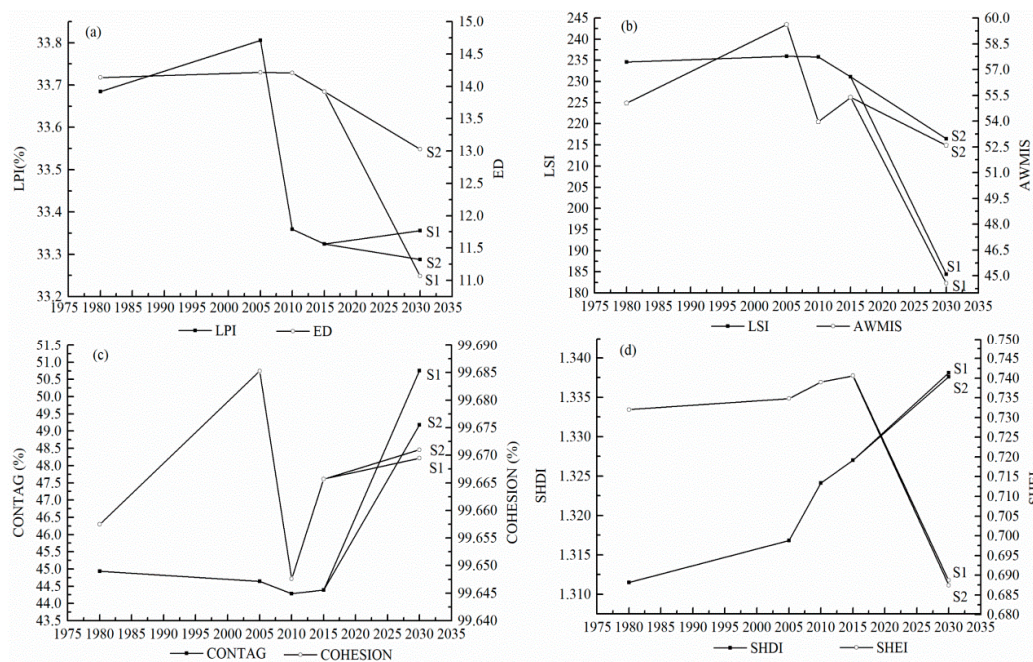 (a)
33.8
33.7
33.6
33.5
33.4
33.3
33.2
LPI(%)
15.0
14.5
14.0
13.5
13.0
12.5
12.0
11.5
11.0
ED
S2
S1
S2
S1
1975 1980 1985 1990 1995 2000 2005 2010 2015 2020 2025 2030 2035
LPI ED
(b)
245
240
235
230
225
220
215
210
205
200
195
190
185
180
LSI
60.0
57.5
55.5
54.0
52.5
51.0
49.5
48.0
46.5
45.0
AWMIS
S2
S2
S1
S1
1975 1980 1985 1990 1995 2000 2005 2010 2015 2020 2025 2030 2035
LSI AWMIS
(c)
51.5
51.0
50.5
50.0
49.5
49.0
48.5
48.0
47.5
47.0
46.5
46.0
45.5
45.0
44.5
44.0
43.5
CONTAG (%)
99.690
99.685
99.680
99.675
99.670
99.665
99.660
99.655
99.650
99.645
99.640
COHESION (%)
S1
S2
S2
S1
1975 1980 1985 1990 1995 2000 2005 2010 2015 2020 2025 2030 2035
CONTAG COHESION
(d)
1.340
1.335
1.330
1.325
1.320
1.315
1.310
SHDI
0.750
0.745
0.740
0.735
0.730
0.725
0.720
0.715
0.710
0.705
0.700
0.695
0.690
0.685
0.680
SHEI
S1
S2
S1
S2
1975 1980 1985 1990 1995 2000 2005 2010 2015 2020 2025 2030 2035
SHDI SHEI